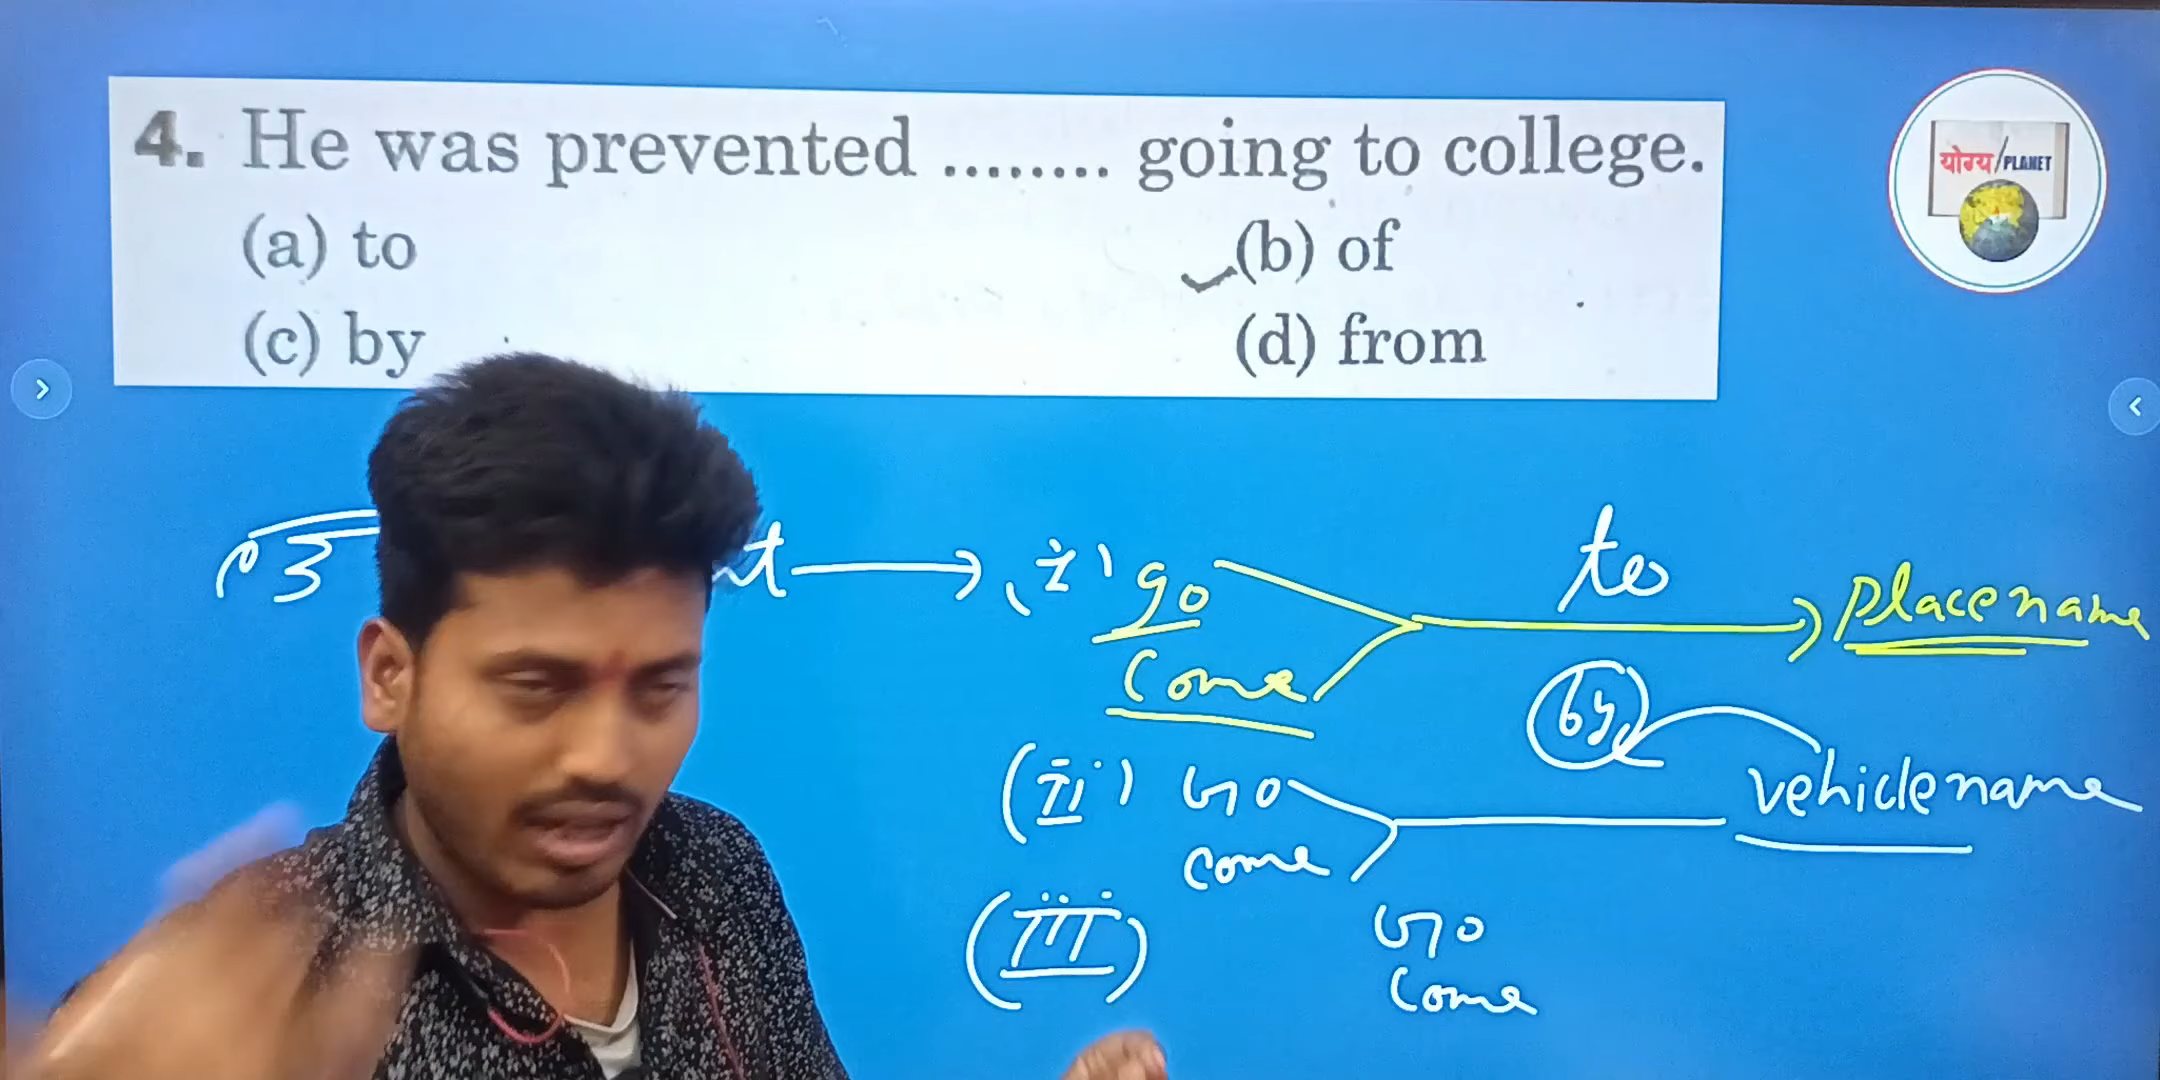 4. He was prevented ........ going to college.
(a) to
(b) of
(c) by
(d) from
योग्य/PLANET
(i) go
come
to
place name
by
(ii) go
come
vehicle name
(iii)
go
come